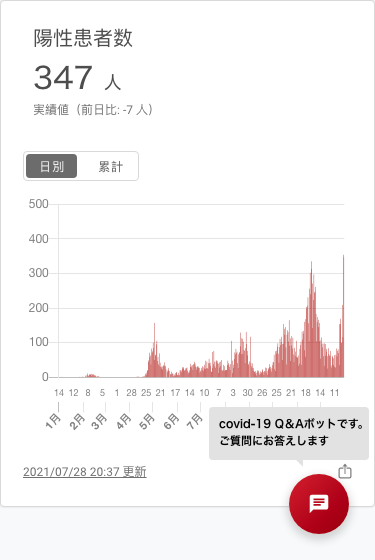 陽性患者数
347 人
実績値（前日比: -7 人）
日別 累計
500
400
300
200
100
0
14 12 8 5 1 28 25 21 17 14 10 7 3 30 26 25 21 18 14 11
1月 2月 3月 4月 5月 6月 7月
covid-19 Q&Aボットです。
ご質問にお答えします
2021/07/28 20:37 更新